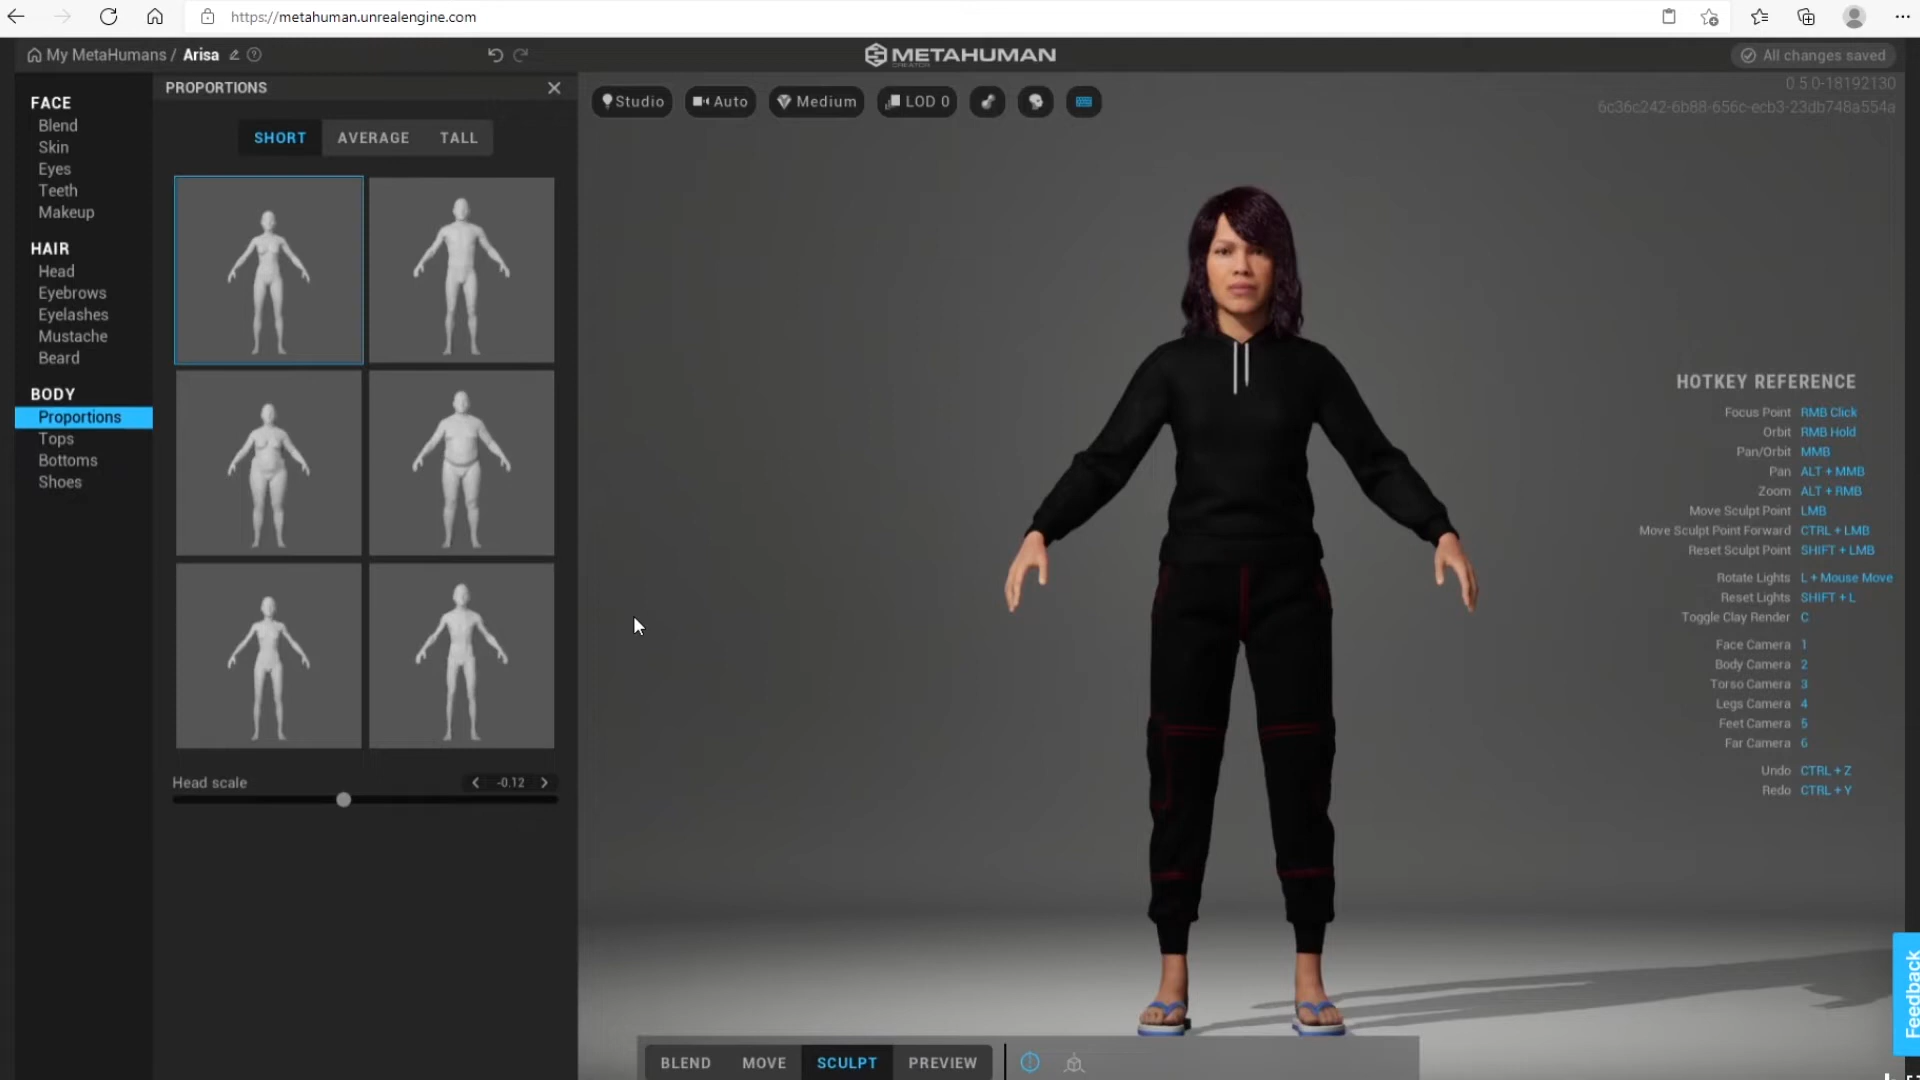 https://metahuman.unrealengine.com
My MetaHumans / Arisa
METAHUMAN
CREATOR
All changes saved
0.5.0-18192130
6c36c242-6b88-656c-ecb3-23db748a554a
FACE
Blend
Skin
Eyes
Teeth
Makeup
HAIR
Head
Eyebrows
Eyelashes
Mustache
Beard
BODY
Proportions
Tops
Bottoms
Shoes
PROPORTIONS
SHORT AVERAGE TALL
Head scale -0.12
Studio Auto Medium LOD 0
HOTKEY REFERENCE
Focus Point RMB Click
Orbit RMB Hold
Pan/Orbit MMB
Pan ALT + MMB
Zoom ALT + RMB
Move Sculpt Point LMB
Move Sculpt Point Forward CTRL + LMB
Reset Sculpt Point SHIFT + LMB
Rotate Lights L + Mouse Move
Reset Lights SHIFT + L
Toggle Clay Render C
Face Camera 1
Body Camera 2
Torso Camera 3
Legs Camera 4
Feet Camera 5
Far Camera 6
Undo CTRL + Z
Redo CTRL + Y
Feedback
BLEND MOVE SCULPT PREVIEW